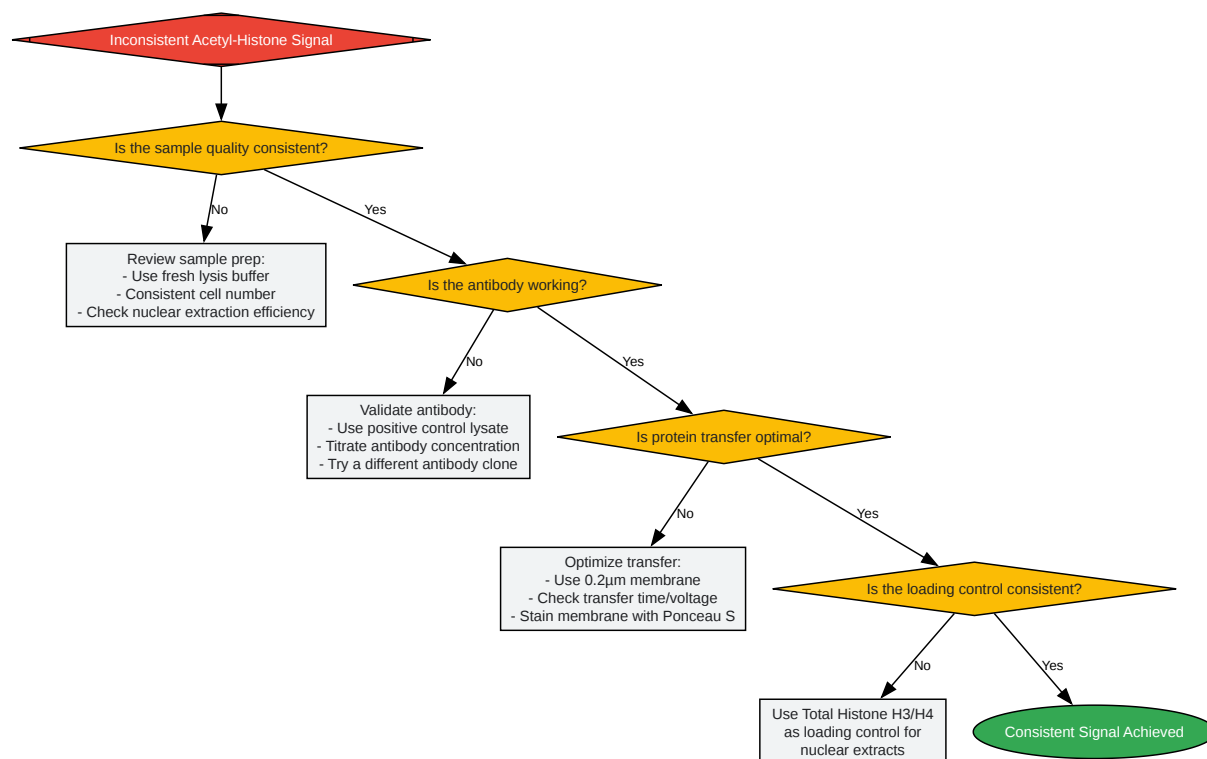 Inconsistent Acetyl-Histone Signal
Is the sample quality consistent?
No
Yes
Review sample prep:
- Use fresh lysis buffer
- Consistent cell number
- Check nuclear extraction efficiency
Is the antibody working?
No
Yes
Validate antibody:
- Use positive control lysate
- Titrate antibody concentration
- Try a different antibody clone
Is protein transfer optimal?
No
Yes
Optimize transfer:
- Use 0.2µm membrane
- Check transfer time/voltage
- Stain membrane with Ponceau S
Is the loading control consistent?
No
Yes
Use Total Histone H3/H4
as loading control for
nuclear extracts
Consistent Signal Achieved